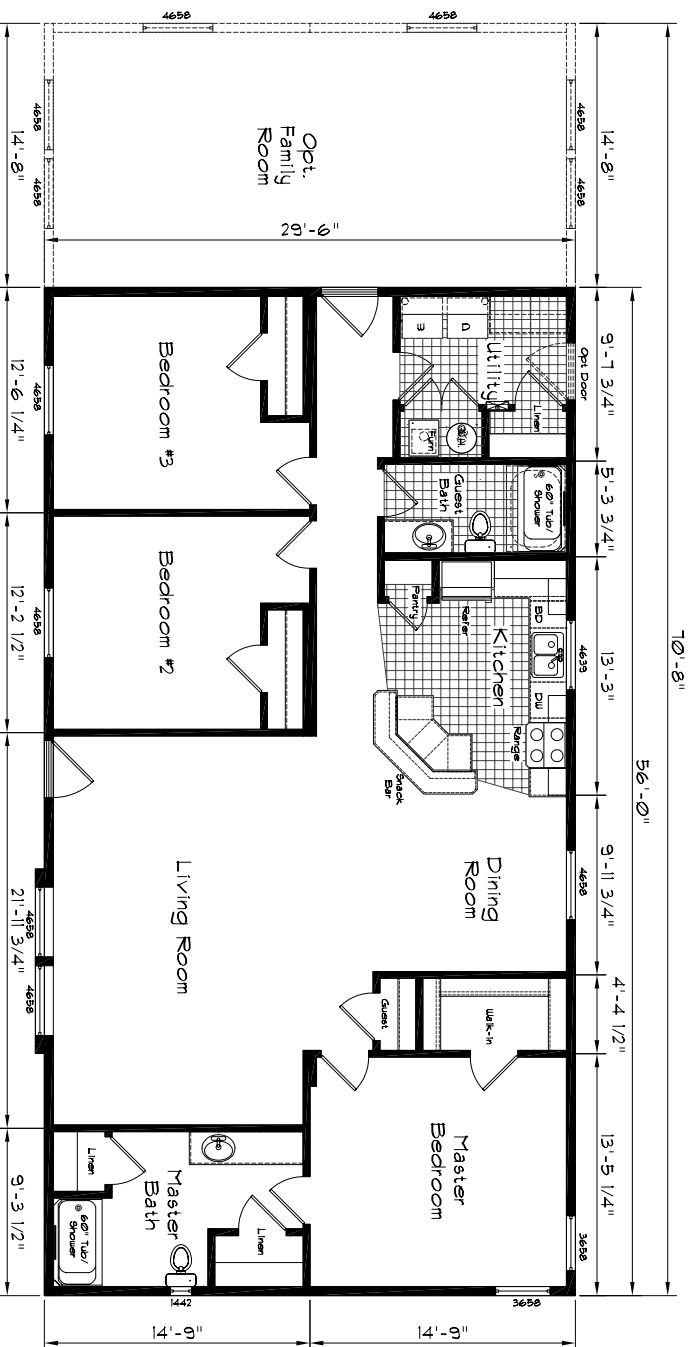 4658
4658
4658
4658
4658
4658
14'-8"
14'-8"
Opt.
Family
Room
29'-6"
70'-8"
56'-0"
9'-7 3/4"
5'-3 3/4"
13'-3"
9'-11 3/4"
4'-4 1/2"
13'-5 1/4"
12'-6 1/4"
12'-2 1/2"
21'-11 3/4"
9'-3 1/2"
Opt Door
W
D
Utility
Linen
Furn
W.H.
Bedroom #3
4658
Guest
Bath
60" Tub/
Shower
Bedroom #2
4658
Pantry
Refer
Kitchen
BD
4639
DW
Range
Snack
Bar
Dining
Room
4658
Living Room
4658
4658
Guest
Walk-in
Master
Bedroom
3658
3658
Linen
Master
Bath
Linen
60" Tub/
Shower
1442
14'-9"
14'-9"